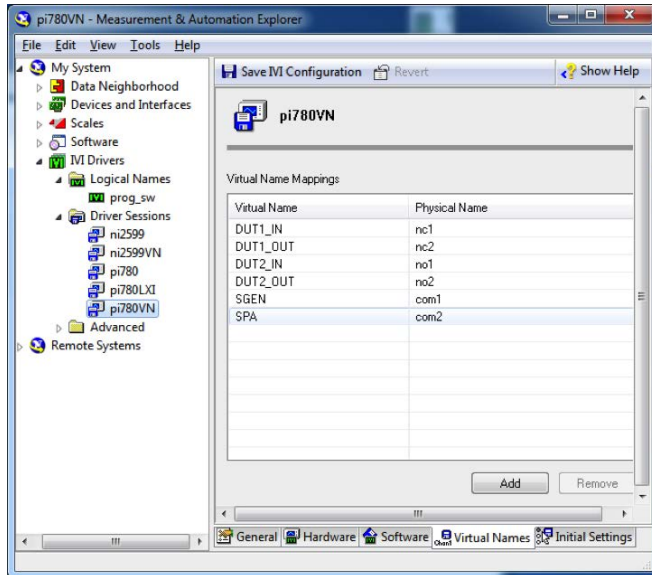 pi780VN - Measurement & Automation Explorer
File Edit View Tools Help
My System
Data Neighborhood
Devices and Interfaces
Scales
Software
IVI Drivers
Logical Names
IVI prog_sw
Driver Sessions
ni2599
ni2599VN
pi780
pi780LXI
pi780VN
Advanced
Remote Systems
Save IVI Configuration Revert Show Help
pi780VN
Virtual Name Mappings
Virtual Name Physical Name
DUT1_IN nc1
DUT1_OUT nc2
DUT2_IN no1
DUT2_OUT no2
SGEN com1
SPA com2
Add Remove
General Hardware Software Virtual Names Initial Settings